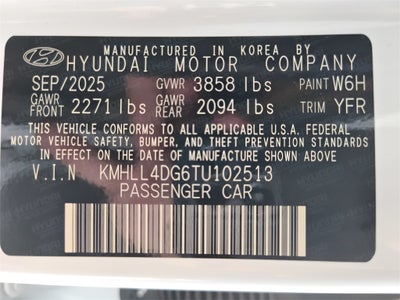 MANUFACTURED IN KOREA BY
HYUNDAI MOTOR COMPANY
SEP/2025 GVWR 3858 lbs PAINT W6H
GAWR FRONT 2271 lbs GAWR REAR 2094 lbs TRIM YFR
THIS VEHICLE CONFORMS TO ALL APPLICABLE U.S.A. FEDERAL
MOTOR VEHICLE SAFETY, BUMPER, AND THEFT PREVENTION STANDARDS
IN EFFECT ON THE DATE OF MANUFACTURE SHOWN ABOVE.
V.I.N. KMHLL4DG6TU102513
PASSENGER CAR